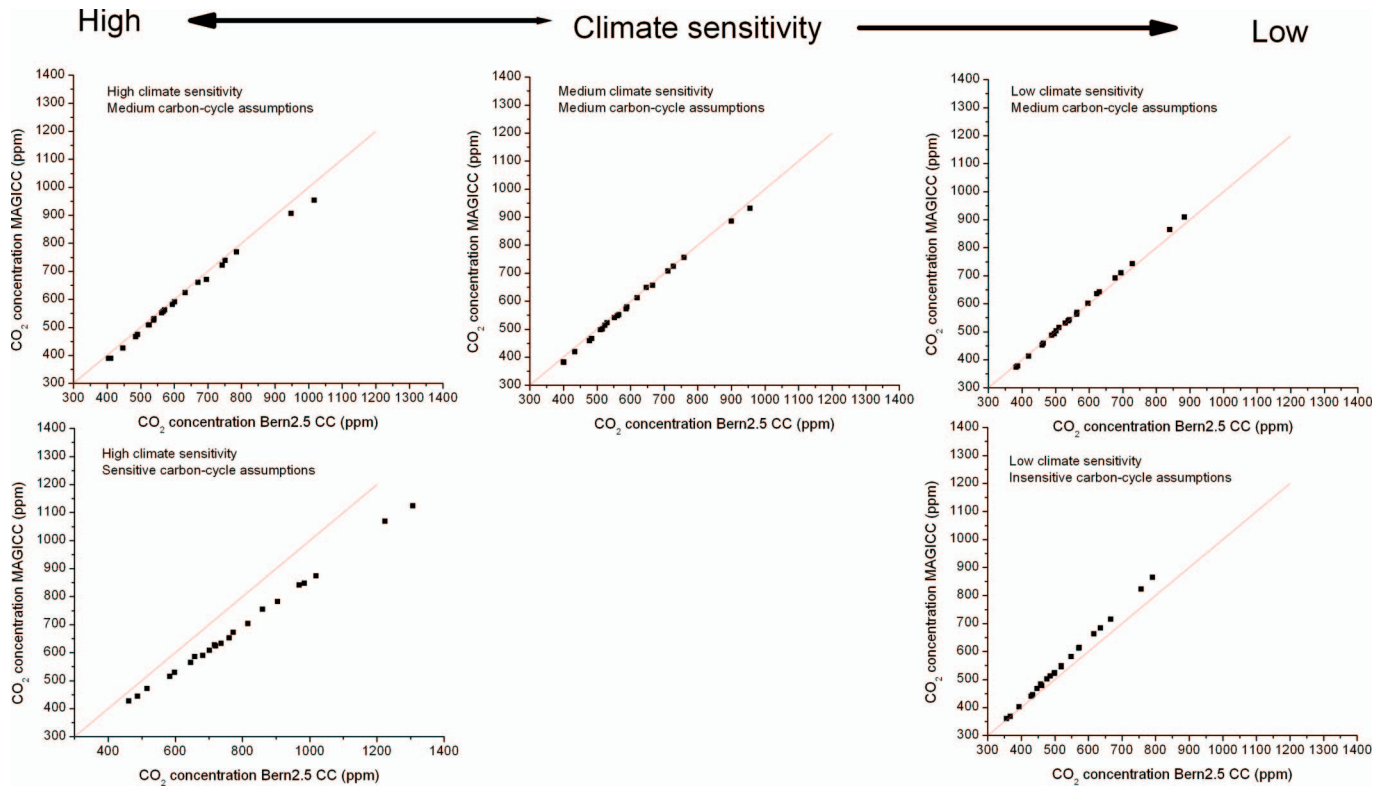 High Climate sensitivity Low
High climate sensitivity
Medium carbon-cycle assumptions
CO₂ concentration MAGICC (ppm)
1400
1300
1200
1100
1000
900
800
700
600
500
400
300
300 400 500 600 700 800 900 1000 1100 1200 1300 1400
CO₂ concentration Bern2.5 CC (ppm)
Medium climate sensitivity
Medium carbon-cycle assumptions
CO₂ concentration MAGICC (ppm)
1400
1300
1200
1100
1000
900
800
700
600
500
400
300
300 400 500 600 700 800 900 1000 1100 1200 1300 1400
CO₂ concentration Bern2.5 CC (ppm)
Low climate sensitivity
Medium carbon-cycle assumptions
CO₂ concentration MAGICC (ppm)
1400
1300
1200
1100
1000
900
800
700
600
500
400
300
300 400 500 600 700 800 900 1000 1100 1200 1300 1400
CO₂ concentration Bern2.5 CC (ppm)
High climate sensitivity
Sensitive carbon-cycle assumptions
CO₂ concentration MAGICC (ppm)
1400
1300
1200
1100
1000
900
800
700
600
500
400
300
400 600 800 1000 1200 1400
CO₂ concentration Bern2.5 CC (ppm)
Low climate sensitivity
Insensitive carbon-cycle assumptions
CO₂ concentration MAGICC (ppm)
1400
1300
1200
1100
1000
900
800
700
600
500
400
300
300 400 500 600 700 800 900 1000 1100 1200 1300 1400
CO₂ concentration Bern2.5 CC (ppm)